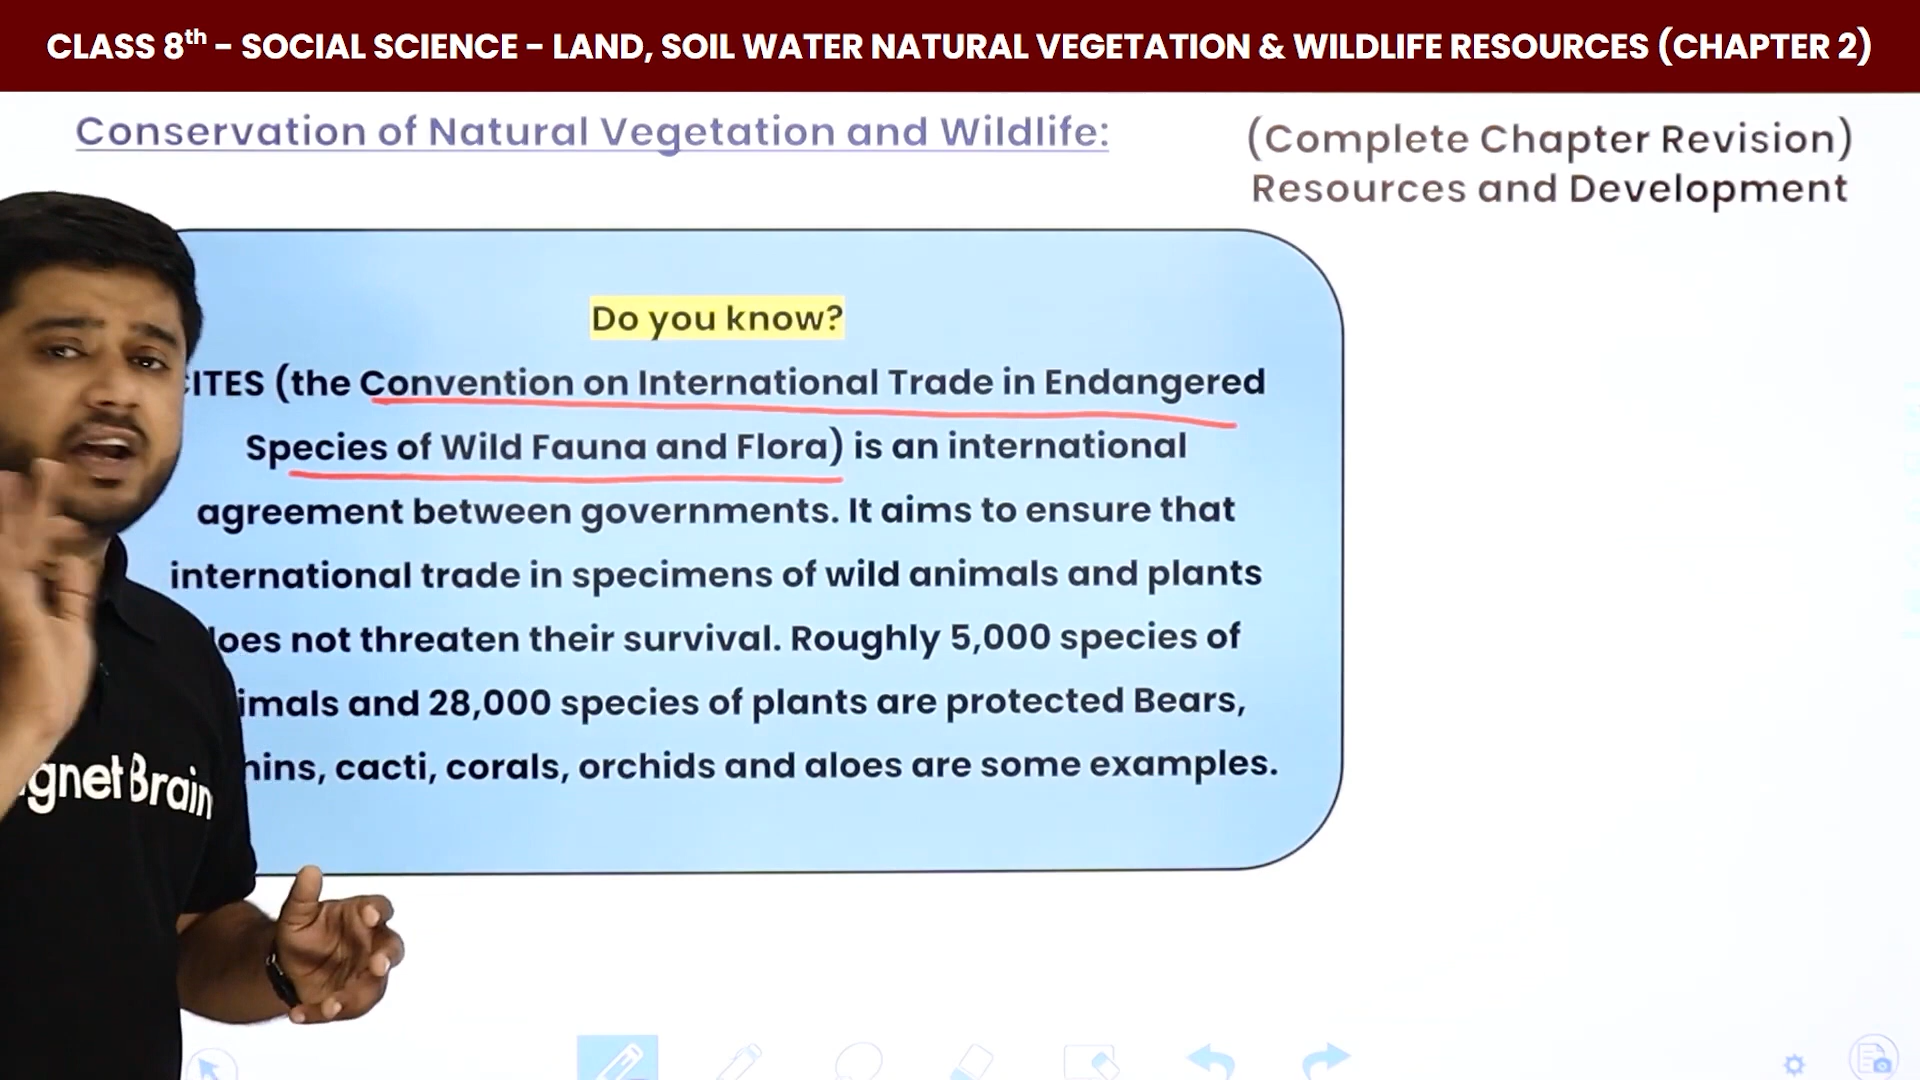 CLASS 8th - SOCIAL SCIENCE - LAND, SOIL WATER NATURAL VEGETATION & WILDLIFE RESOURCES (CHAPTER 2)
Conservation of Natural Vegetation and Wildlife:
(Complete Chapter Revision)
Resources and Development
Do you know?
ITES (the Convention on International Trade in Endangered
Species of Wild Fauna and Flora) is an international
agreement between governments. It aims to ensure that
international trade in specimens of wild animals and plants
oes not threaten their survival. Roughly 5,000 species of
imals and 28,000 species of plants are protected Bears,
hins, cacti, corals, orchids and aloes are some examples.
gnet Brain